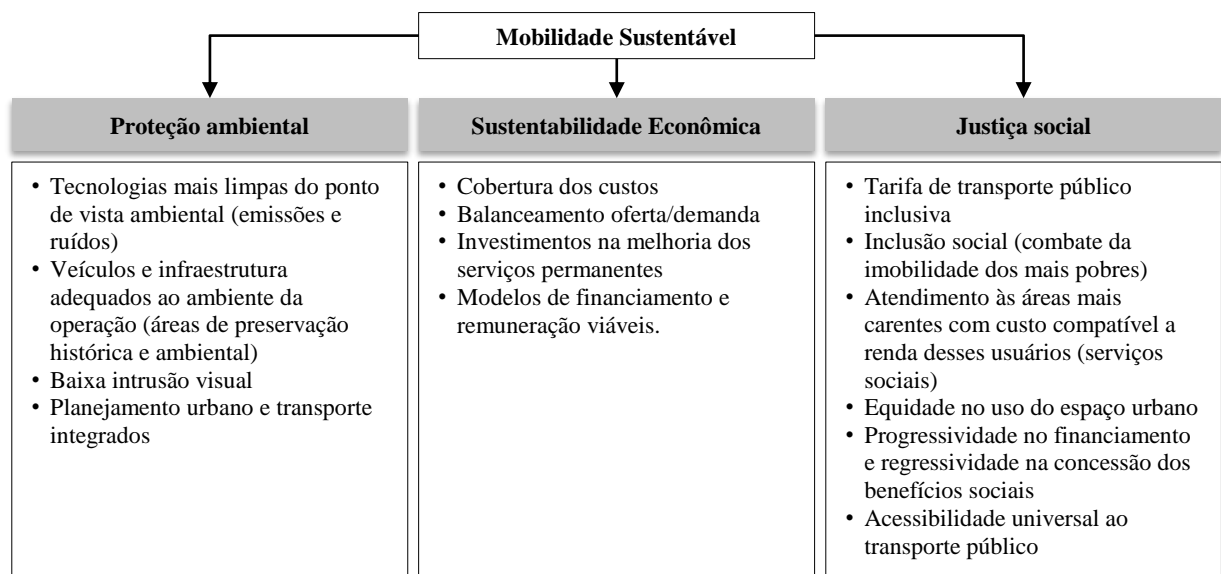 Mobilidade Sustentável
Proteção ambiental
• Tecnologias mais limpas do ponto
de vista ambiental (emissões e
ruídos)
• Veículos e infraestrutura
adequados ao ambiente da
operação (áreas de preservação
histórica e ambiental)
• Baixa intrusão visual
• Planejamento urbano e transporte
integrados
Sustentabilidade Econômica
• Cobertura dos custos
• Balanceamento oferta/demanda
• Investimentos na melhoria dos
serviços permanentes
• Modelos de financiamento e
remuneração viáveis.
Justiça social
• Tarifa de transporte público
inclusiva
• Inclusão social (combate da
imobilidade dos mais pobres)
• Atendimento às áreas mais
carentes com custo compatível a
renda desses usuários (serviços
sociais)
• Equidade no uso do espaço urbano
• Progressividade no financiamento
e regressividade na concessão dos
benefícios sociais
• Acessibilidade universal ao
transporte público